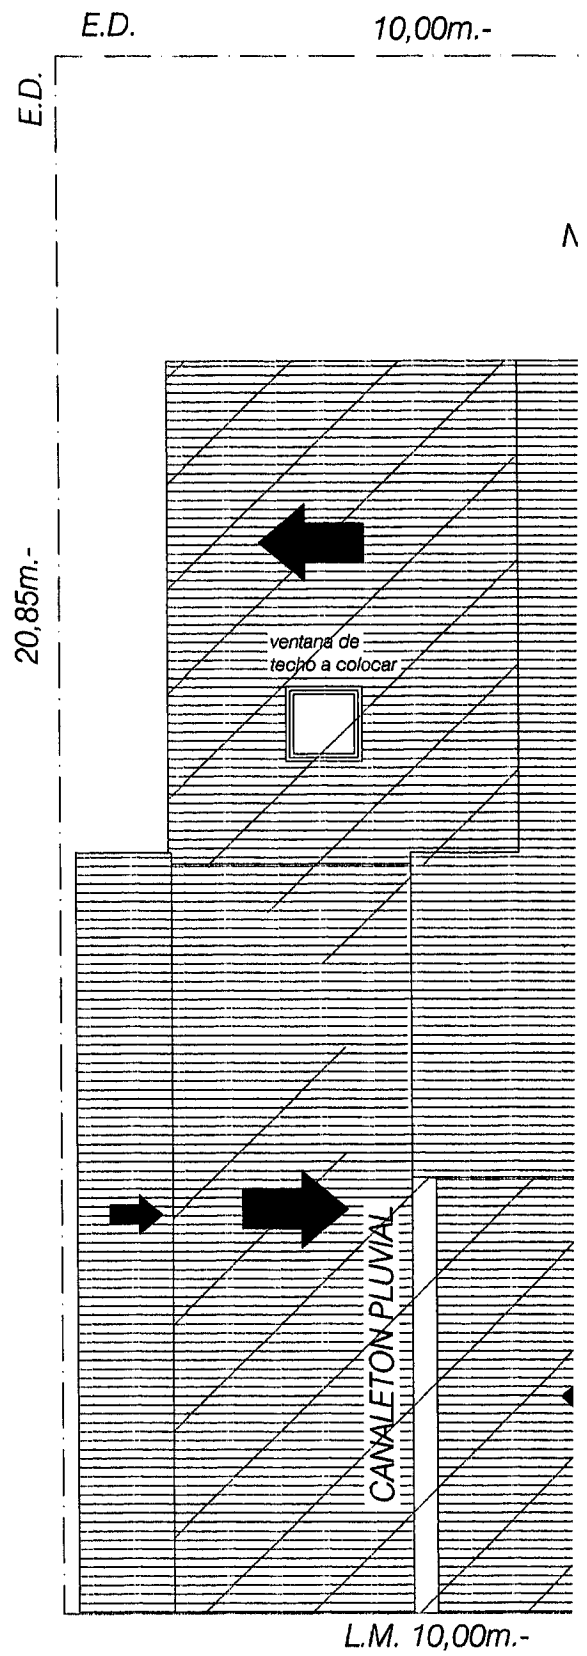 E.D.
10,00m.-
E.D.
20,85m.-
ventana de
techo a colocar
CANALETON PLUVIAL
L.M. 10,00m.-